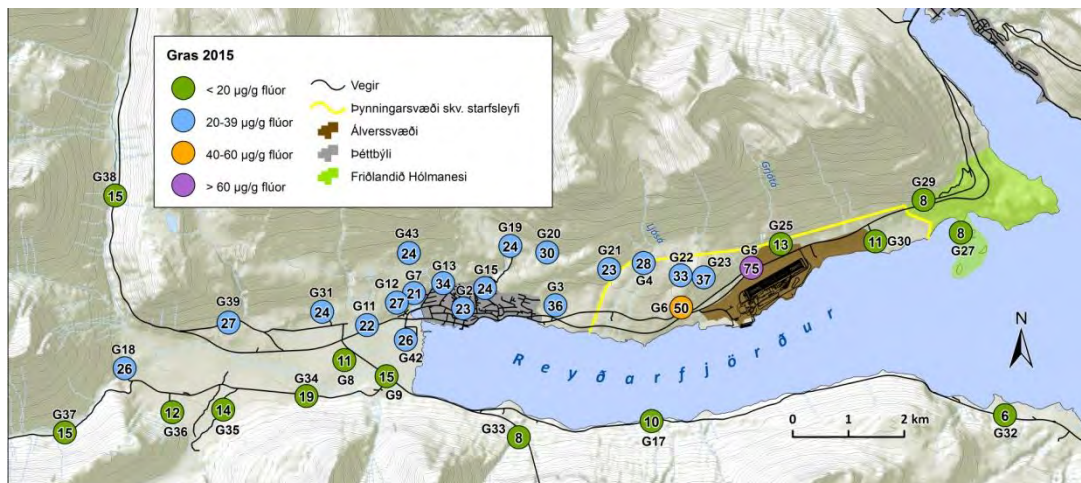 Gras 2015
< 20 µg/g flúor
20-39 µg/g flúor
40-60 µg/g flúor
> 60 µg/g flúor
Vegir
Þynningarsvæði skv. starfsleyfi
Álverssvæði
Þéttbýli
Friðlandið Hólmanesi
G38
15
G43
24
G19
24
G20
30
G21
23
Ljósá
28
G4
G22
33
G23
37
G5
75
Grjótá
G25
13
11
G30
G29
8
8
G27
G39
27
G31
24
G11
22
G12
27
G7
21
G13
34
G2
23
G15
24
G3
36
G6
50
26
G42
G18
26
11
G8
15
G9
G34
19
G37
15
12
G36
14
G35
G33
8
10
G17
6
G32
Reyðarfjörður
N
0 1 2 km